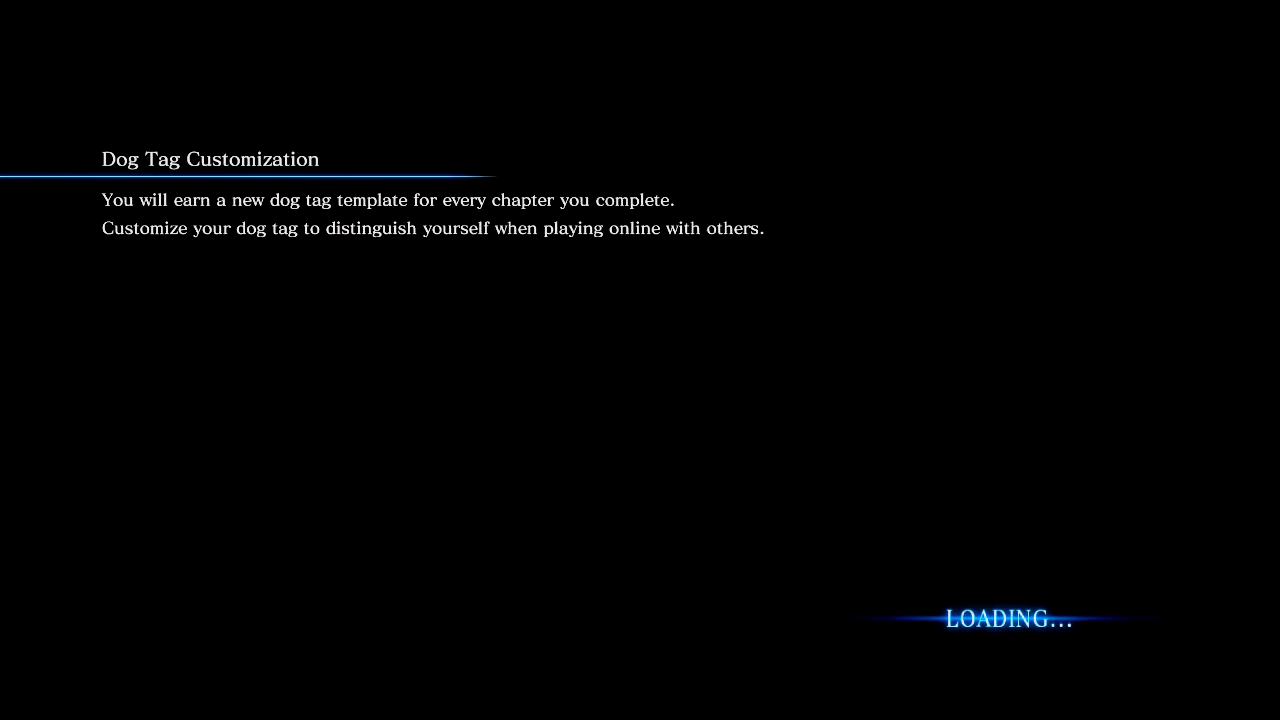 Dog Tag Customization
You will earn a new dog tag template for every chapter you complete.
Customize your dog tag to distinguish yourself when playing online with others.
LOADING...